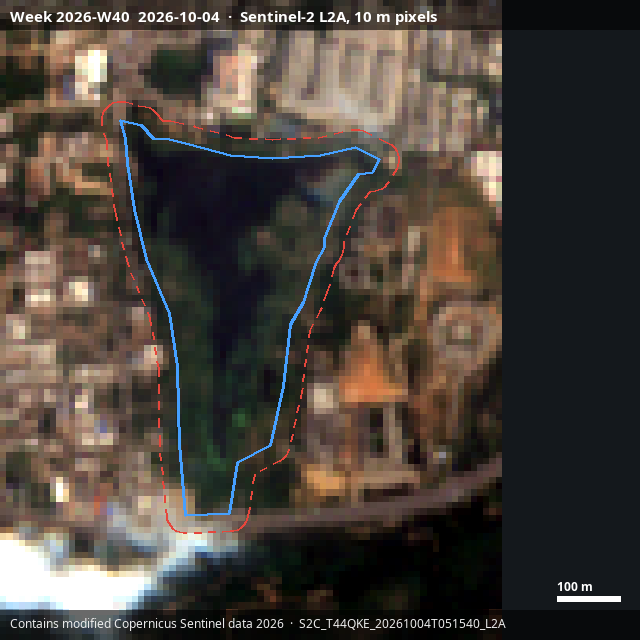 Week 2026-W40 2026-10-04 · Sentinel-2 L2A, 10 m pixels
100 m
Contains modified Copernicus Sentinel data 2026 · S2C_T44QKE_20261004T051540_L2A